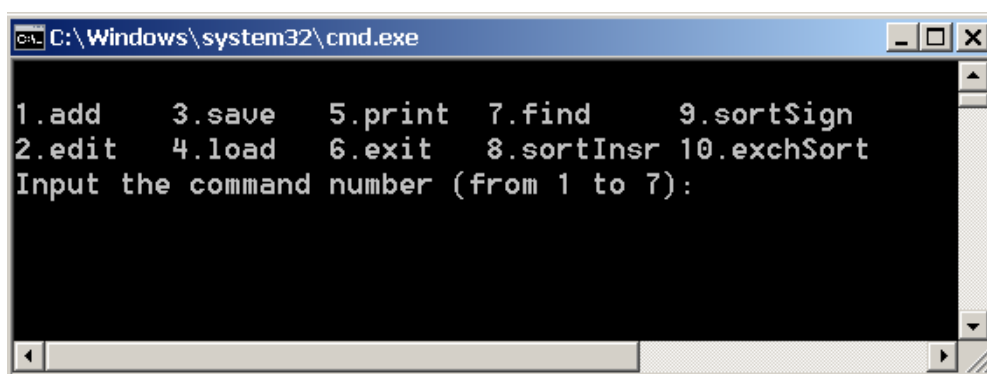 C:\Windows\system32\cmd.exe
1.add 3.save 5.print 7.find 9.sortSign
2.edit 4.load 6.exit 8.sortInsr 10.exchSort
Input the command number (from 1 to 7):